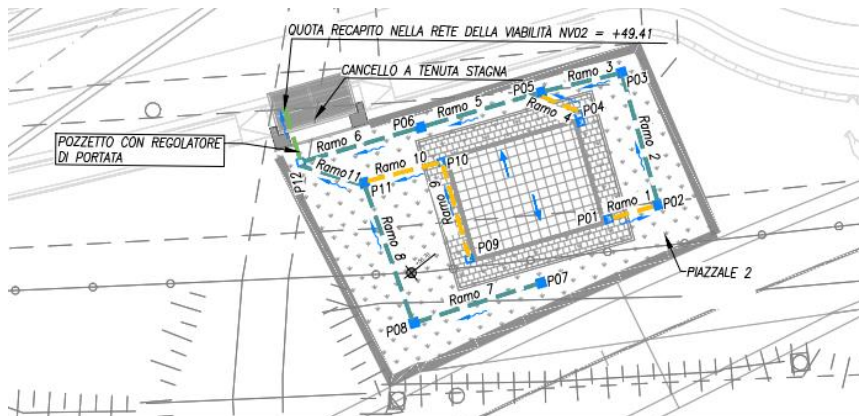 QUOTA RECAPITO NELLA RETE DELLA VIABILITÀ NV02 = +49.41
CANCELLO A TENUTA STAGNA
POZZETTO CON REGOLATORE
DI PORTATA
P05
Ramo 3
P03
Ramo 5
Ramo 4
P04
P06
Ramo 6
Ramo 2
P12
Ramo11
Ramo 10
P10
P11
Ramo 9
Ramo 1
P02
P01
Ramo 8
P09
PIAZZALE 2
Ramo 7
P07
P08